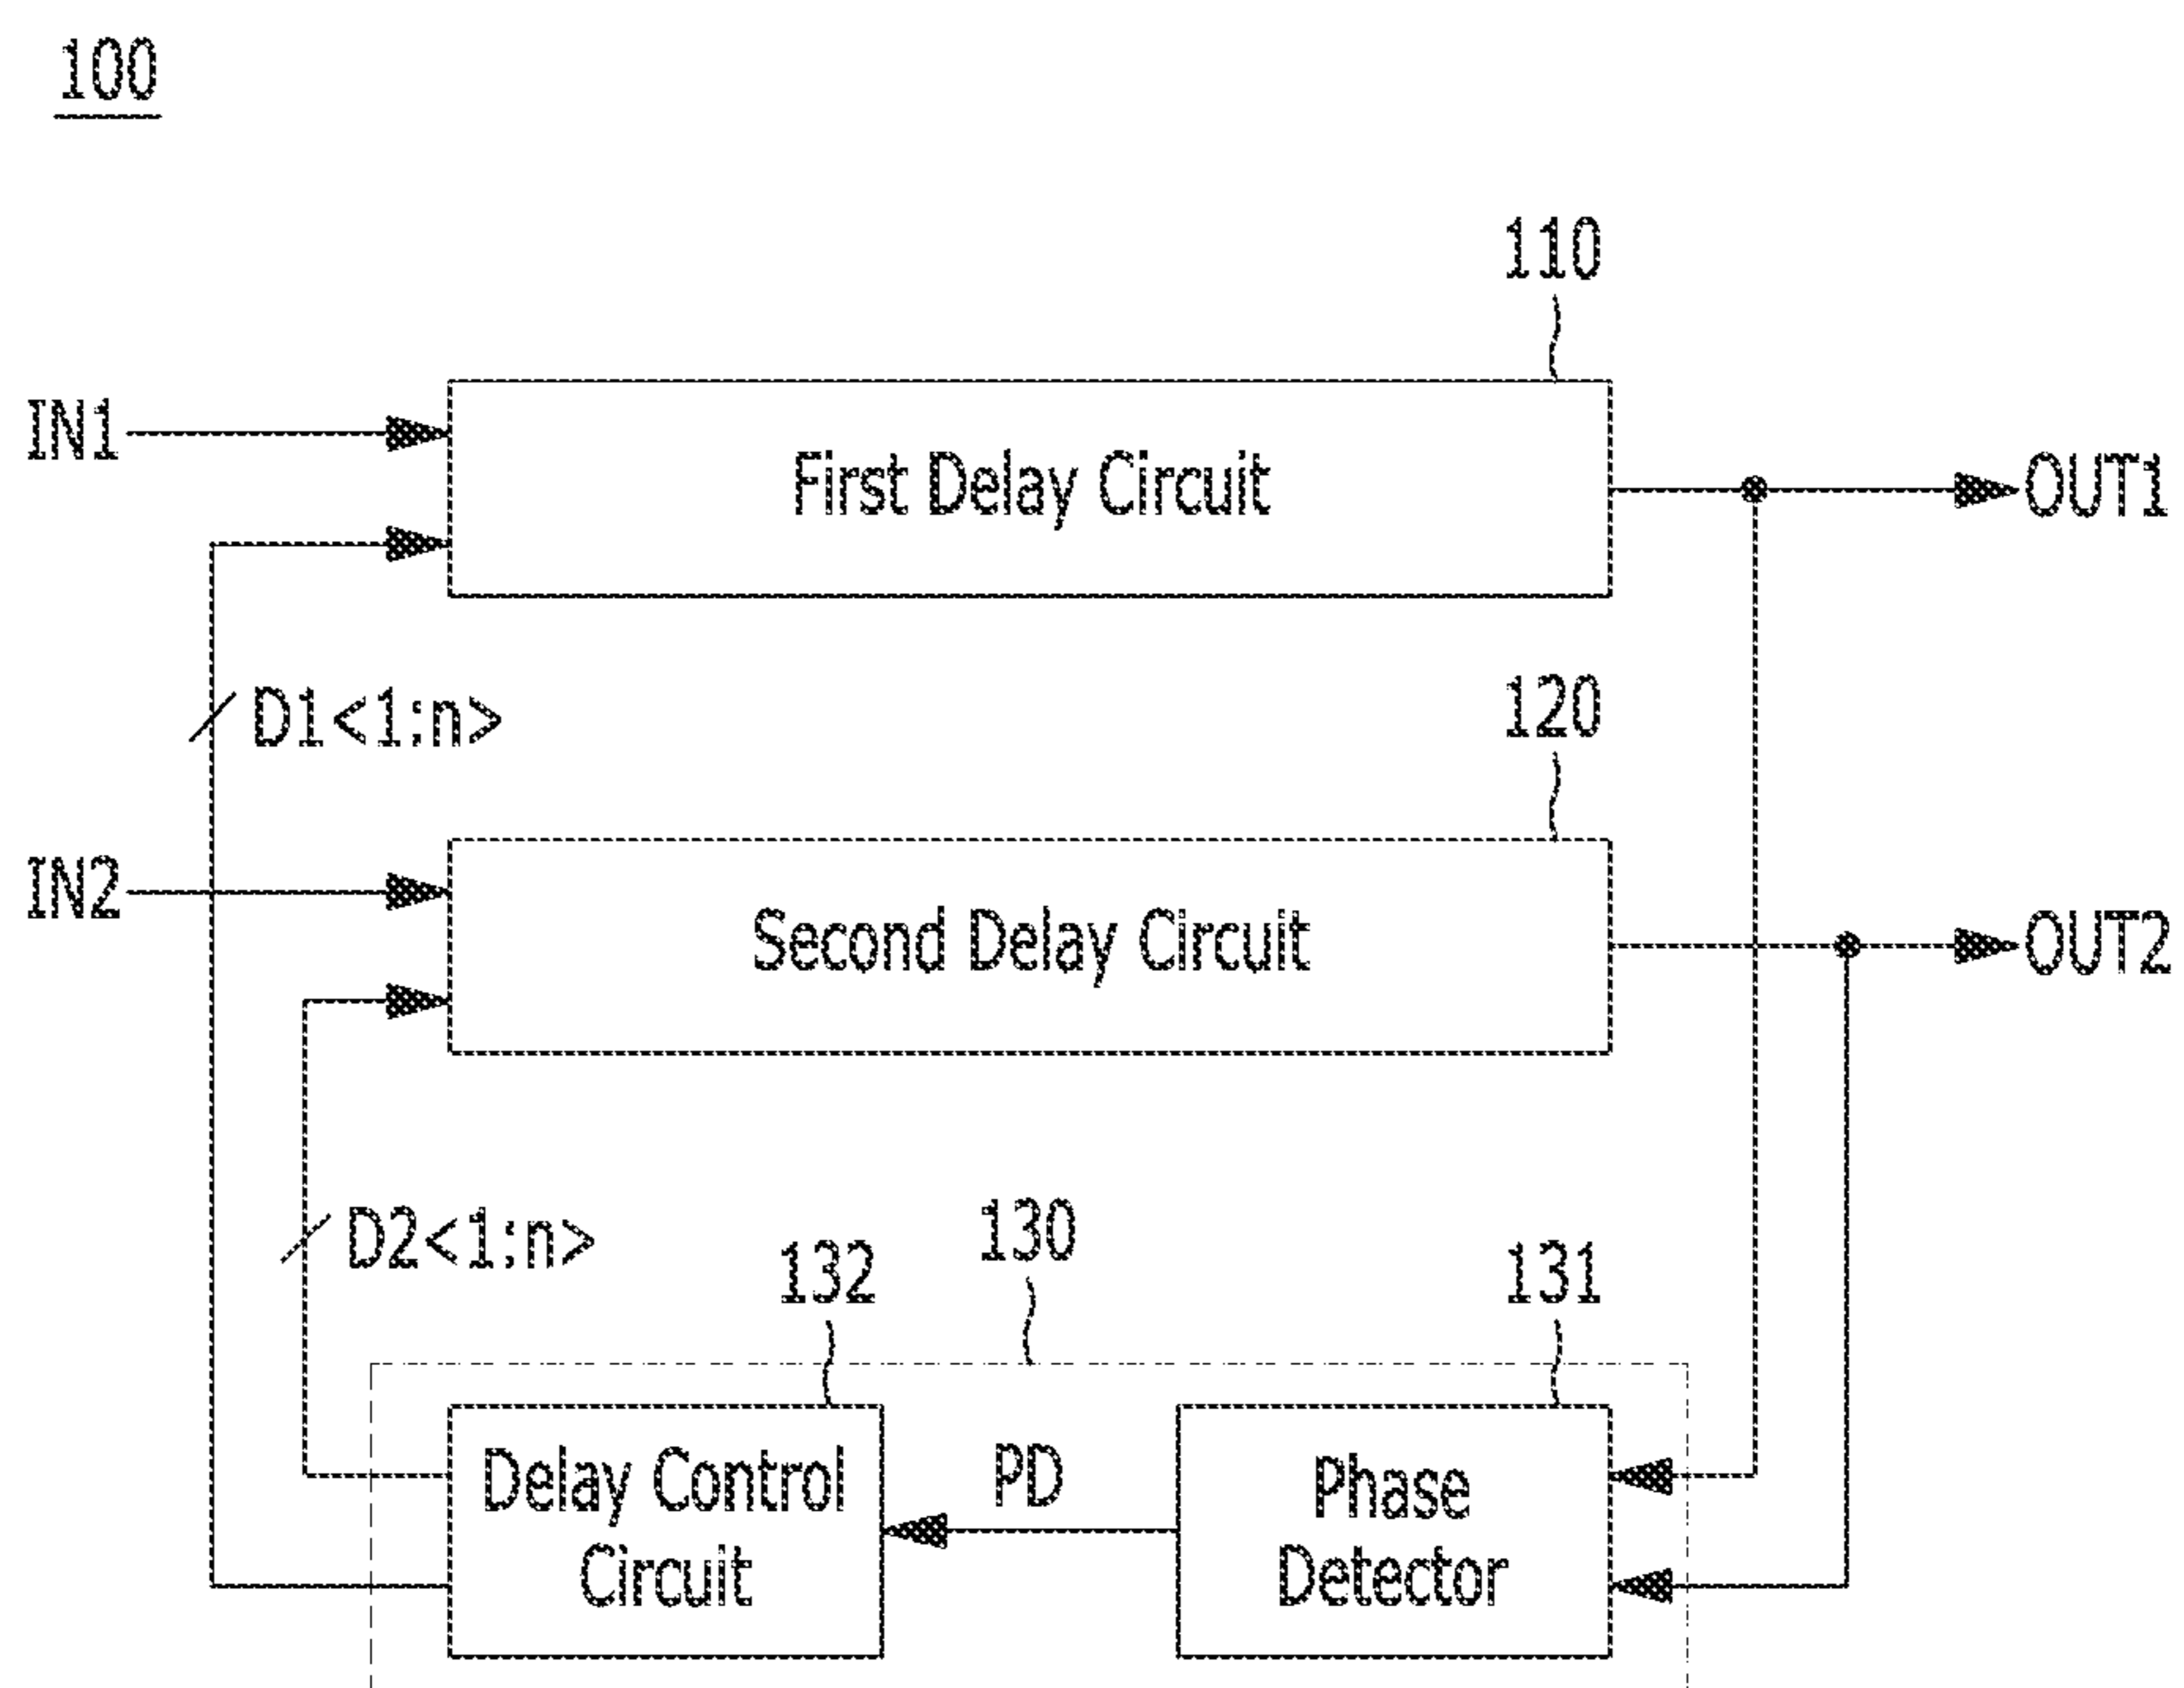 100
110
IN1
First Delay Circuit
OUT1
D1<1:n>
120
IN2
Second Delay Circuit
OUT2
D2<1:n>
130
132
131
Delay Control
Circuit
PD
Phase
Detector